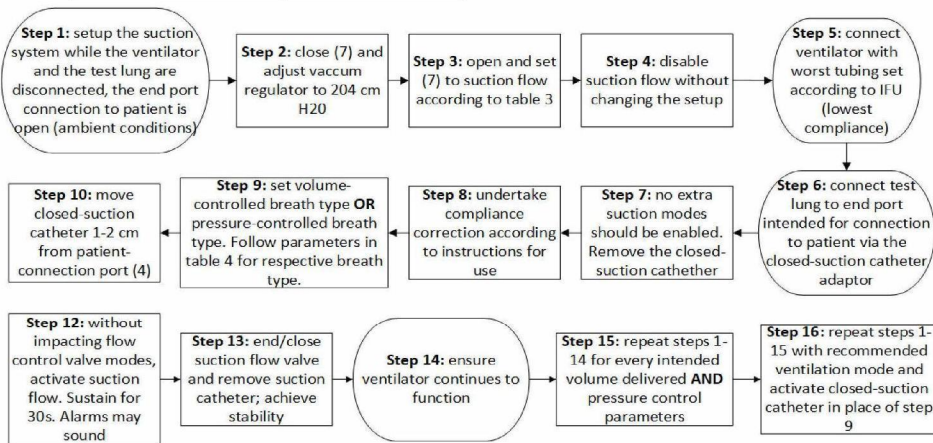 Step 1: setup the suction
system while the ventilator
and the test lung are
disconnected, the end port
connection to patient is
open (ambient conditions)
Step 2: close (7) and
adjust vaccum
regulator to 204 cm
H20
Step 3: open and set
(7) to suction flow
according to table 3
Step 4: disable
suction flow without
changing the setup
Step 5: connect
ventilator with
worst tubing set
according to IFU
(lowest
compliance)
Step 6: connect test
lung to end port
intended for connection
to patient via the
closed-suction catheter
adaptor
Step 7: no extra
suction modes
should be enabled.
Remove the closed-
suction cathether
Step 8: undertake
compliance
correction according
to instructions for
use
Step 9: set volume-
controlled breath type OR
pressure-controlled breath
type. Follow parameters in
table 4 for respective breath
type.
Step 10: move
closed-suction
catheter 1-2 cm
from patient-
connection port (4)
Step 12: without
impacting flow
control valve modes,
activate suction
flow. Sustain for
30s. Alarms may
sound
Step 13: end/close
suction flow valve
and remove suction
catheter; achieve
stability
Step 14: ensure
ventilator continues to
function
Step 15: repeat steps 1-
14 for every intended
volume delivered AND
pressure control
parameters
Step 16: repeat steps 1-
15 with recommended
ventilation mode and
activate closed-suction
catheter in place of step
9